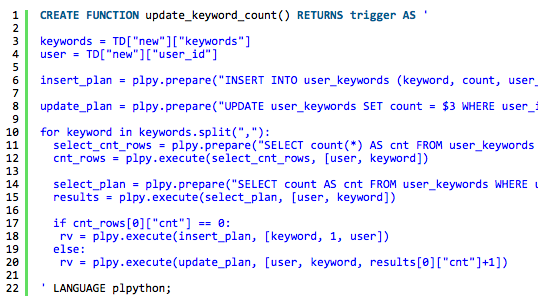 1 CREATE FUNCTION update_keyword_count() RETURNS trigger AS '
2
3 keywords = TD["new"]["keywords"]
4 user = TD["new"]["user_id"]
5
6 insert_plan = plpy.prepare("INSERT INTO user_keywords (keyword, count, user_
7
8 update_plan = plpy.prepare("UPDATE user_keywords SET count = $3 WHERE user_
9
10 for keyword in keywords.split(","):
11 select_cnt_rows = plpy.prepare("SELECT count(*) AS cnt FROM user_keywords
12 cnt_rows = plpy.execute(select_cnt_rows, [user, keyword])
13
14 select_plan = plpy.prepare("SELECT count AS cnt FROM user_keywords WHERE u
15 results = plpy.execute(select_plan, [user, keyword])
16
17 if cnt_rows[0]["cnt"] == 0:
18 rv = plpy.execute(insert_plan, [keyword, 1, user])
19 else:
20 rv = plpy.execute(update_plan, [user, keyword, results[0]["cnt"]+1])
21
22 ' LANGUAGE plpython;